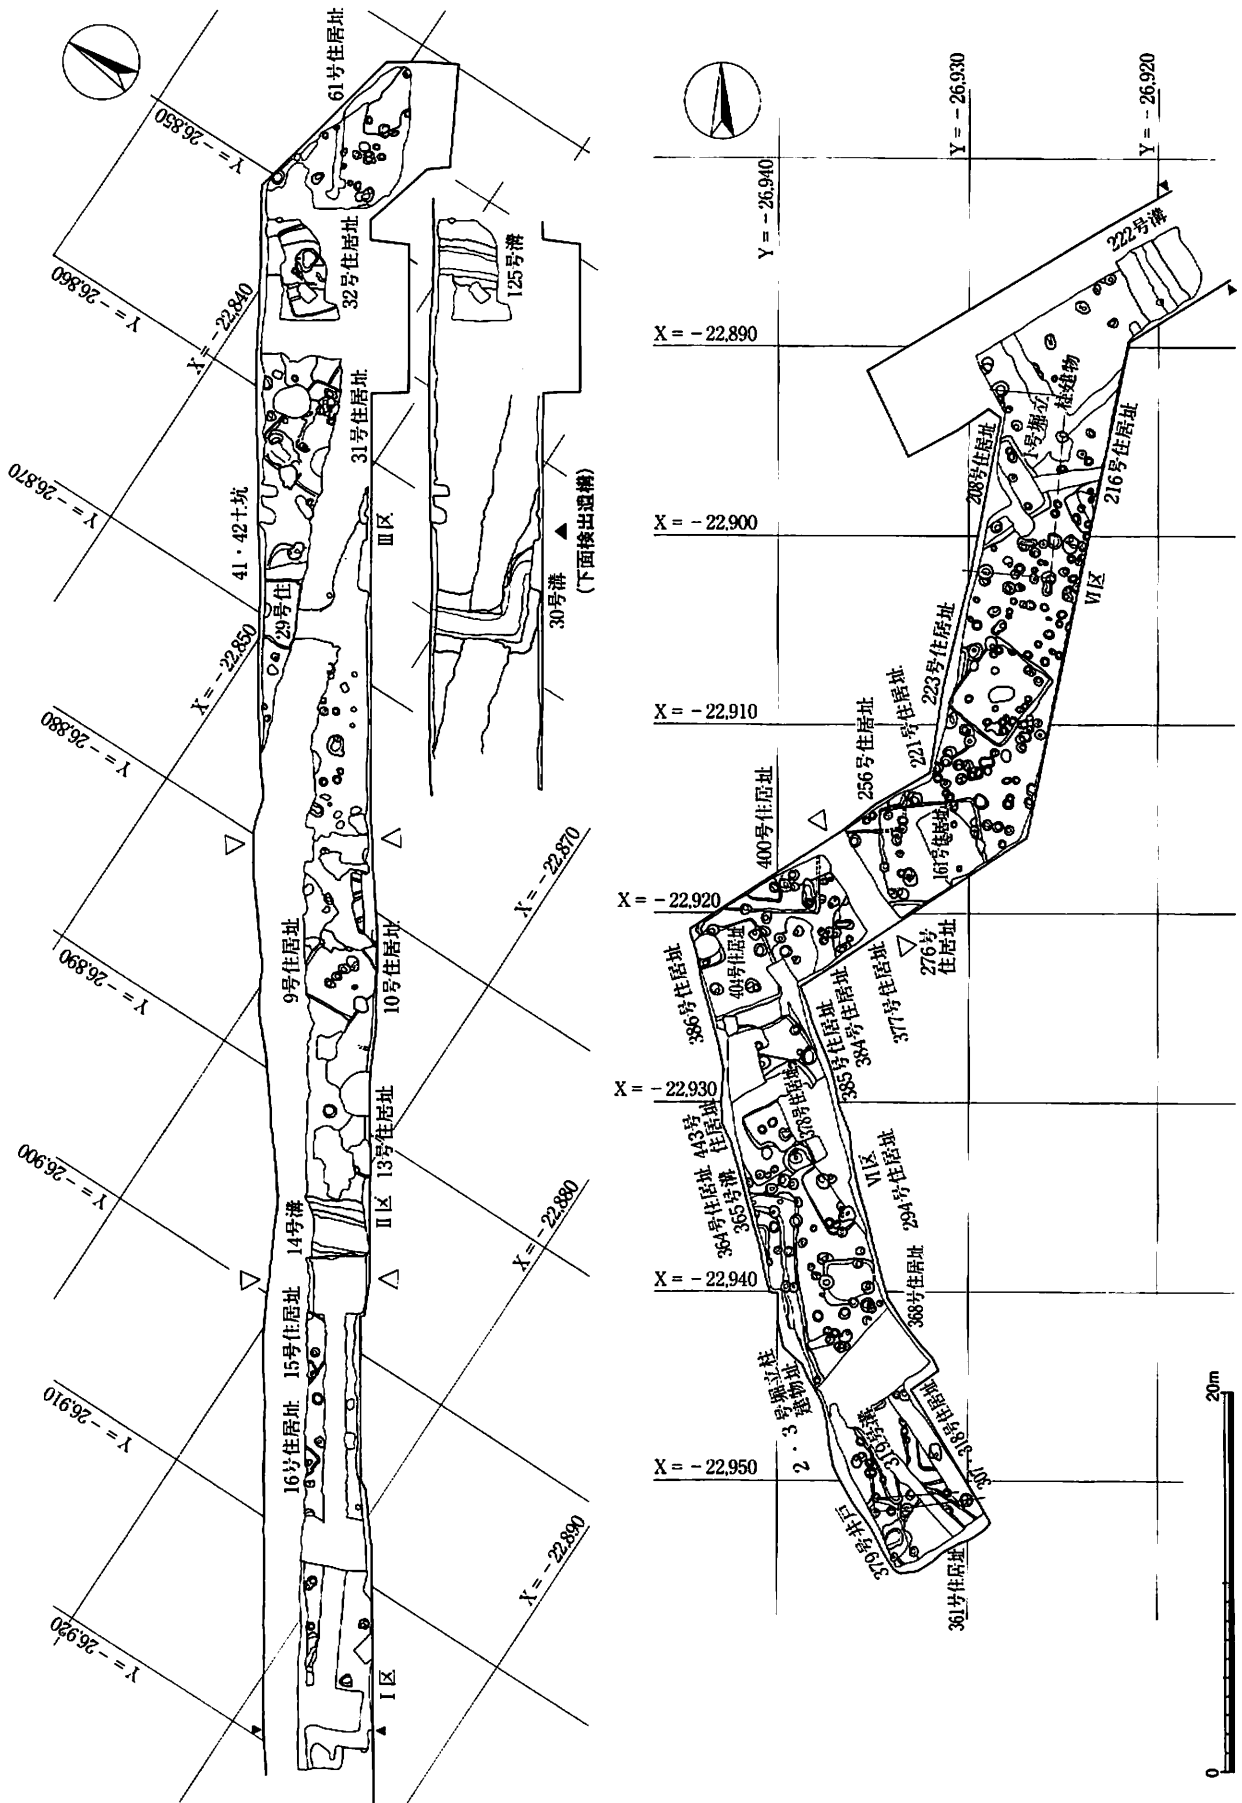 61号住居址
Y=-26,850
Y=-26,860
32号住居址
X=-22,840
125号溝
31号住居址
Y=-26,870
41・42土坑
Ⅲ区
29号住
30号溝
(下面検出遺構)
X=-22,850
Y=-26,880
X=-22,870
9号住居址
10号住居址
Y=-26,890
13号住居址
Y=-26,900
14号溝
Ⅱ区
X=-22,880
15号住居址
16号住居址
Y=-26,910
X=-22,890
Y=-26,920
Ⅰ区
Y=-26,940
Y=-26,930
Y=-26,920
222号溝
X=-22,890
1号掘立
柱建物
208号住居址
216号住居址
X=-22,900
Ⅵ区
223号住居址
X=-22,910
221号住居址
256号住居址
161号住居址
400号住居址
X=-22,920
276号
住居址
404号住居址
386号住居址
377号住居址
384号住居址
385号住居址
X=-22,930
378号住居址
443号
住居址
Ⅵ区
294号住居址
364号住居址
365号溝
X=-22,940
368号住居址
2・3号掘立柱
建物址
319号溝
307・318号住居址
X=-22,950
379号井戸
361号住居址
20m
0